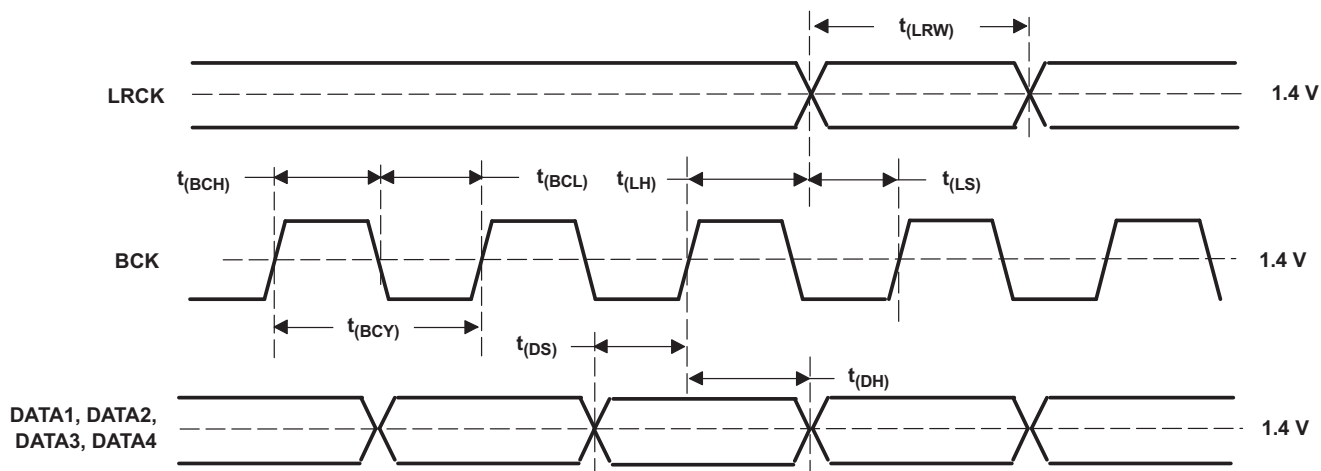 t(LRW)
LRCK
1.4 V
t(BCH)
t(BCL)
t(LH)
t(LS)
BCK
1.4 V
t(BCY)
t(DS)
t(DH)
DATA1, DATA2,
DATA3, DATA4
1.4 V